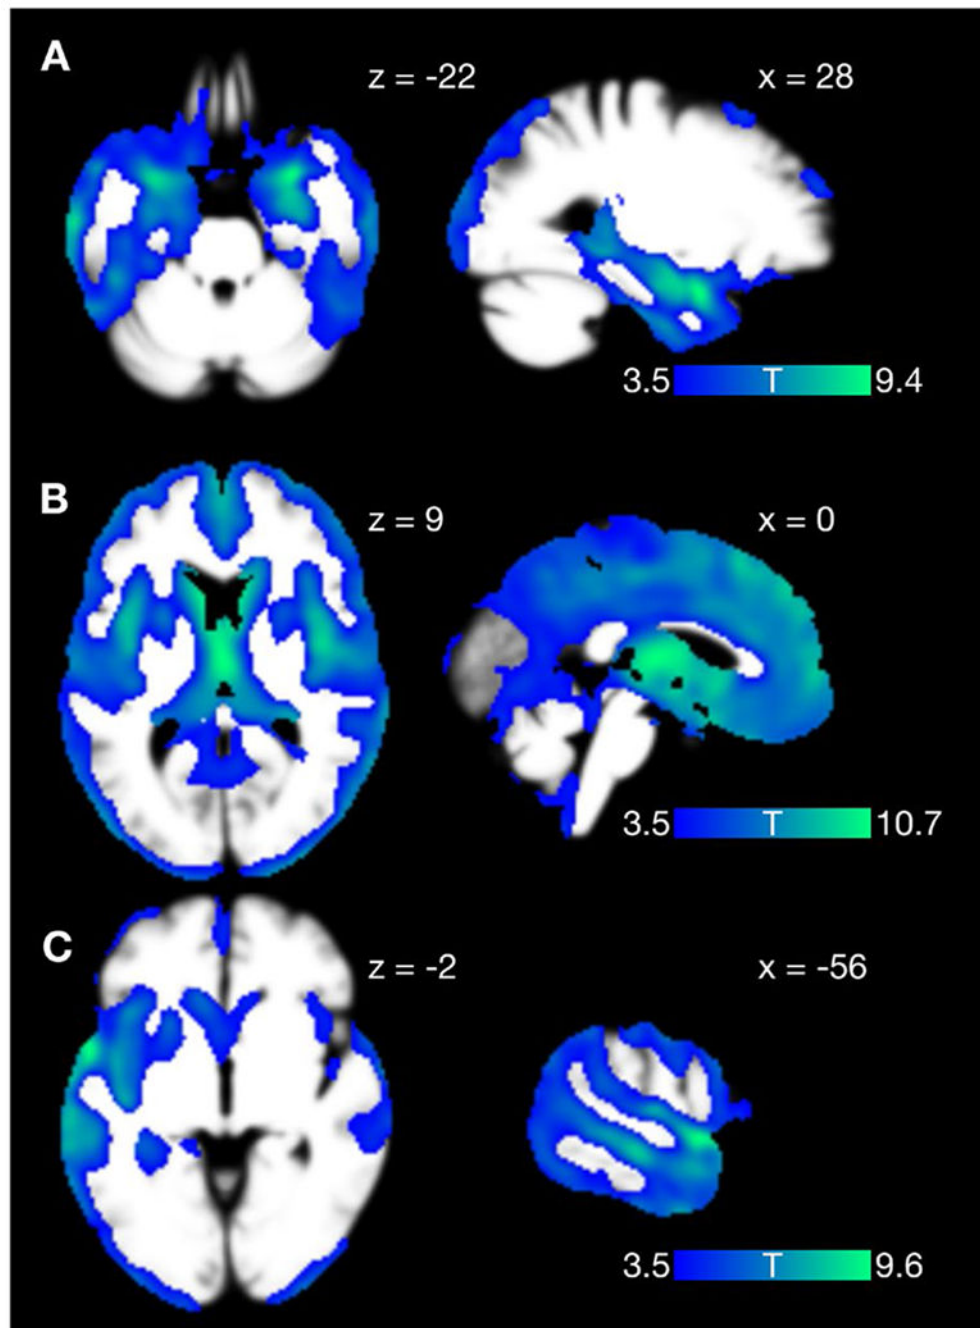 A
z = -22
x = 28
3.5 T 9.4
B
z = 9
x = 0
3.5 T 10.7
C
z = -2
x = -56
3.5 T 9.6